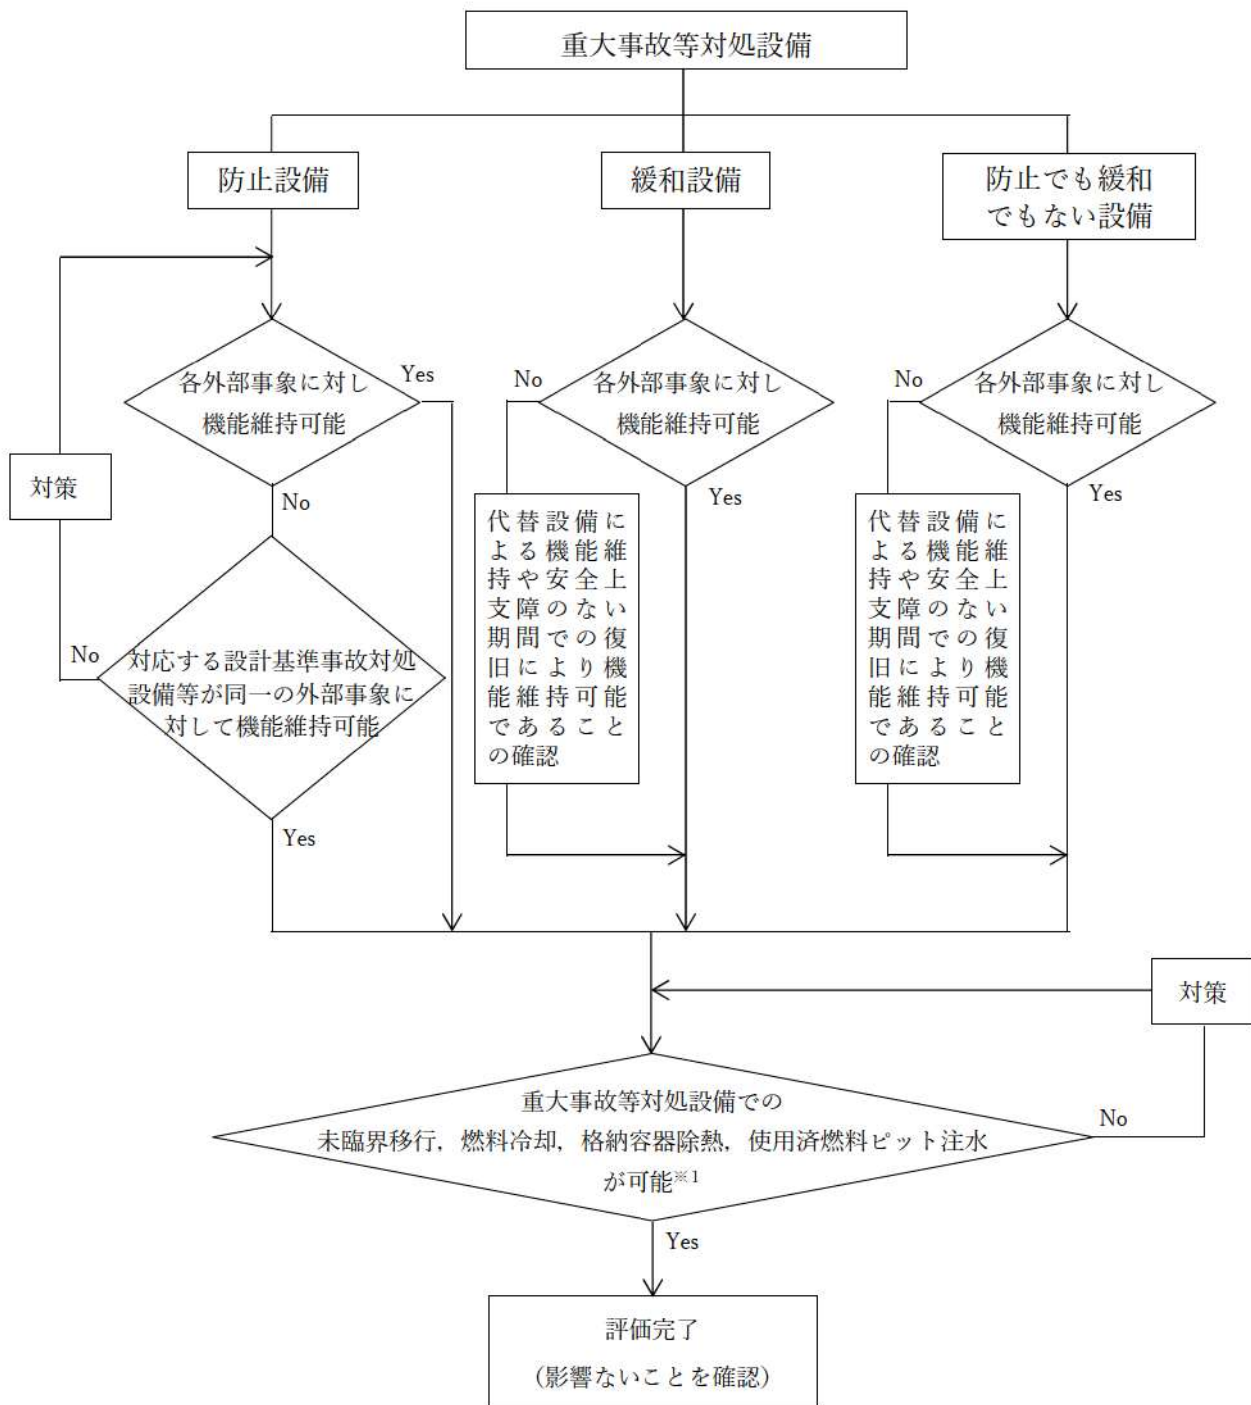 重大事故等対処設備
防止設備
緩和設備
防止でも緩和
でもない設備
各外部事象に対し
機能維持可能
Yes
No
対策
対応する設計基準事故対処
設備等が同一の外部事象に
対して機能維持可能
No
Yes
各外部事象に対し
機能維持可能
No
Yes
代替設備に
よる機能維
持や安全上
支障のない
期間での復
旧により機
能維持可能
であること
の確認
各外部事象に対し
機能維持可能
No
Yes
代替設備に
よる機能維
持や安全上
支障のない
期間での復
旧により機
能維持可能
であること
の確認
対策
重大事故等対処設備での
未臨界移行，燃料冷却，格納容器除熱，使用済燃料ピット注水
が可能※1
No
Yes
評価完了
（影響ないことを確認）